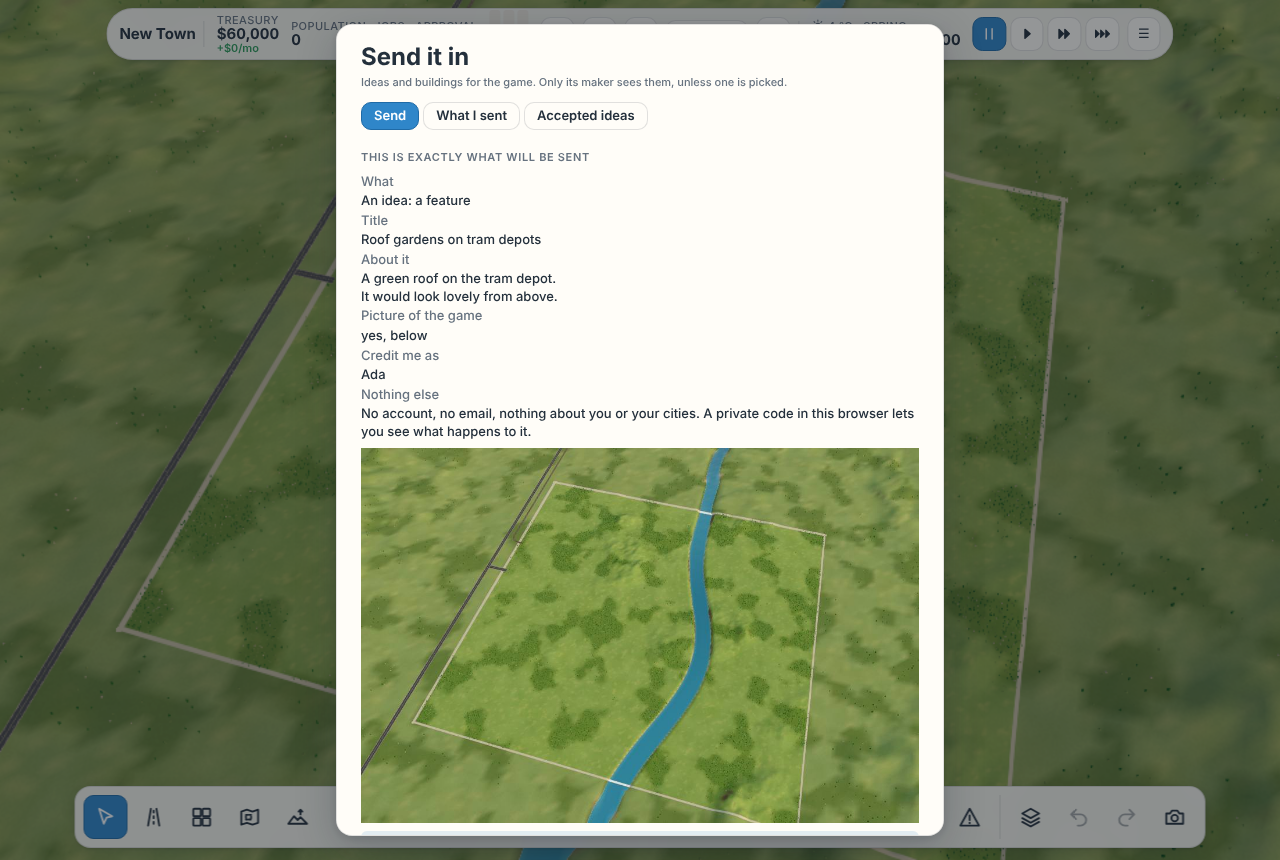 New Town
TREASURY
$60,000
+$0/mo
POPULATION
0
Send it in
Ideas and buildings for the game. Only its maker sees them, unless one is picked.
Send
What I sent
Accepted ideas
THIS IS EXACTLY WHAT WILL BE SENT
What
An idea: a feature
Title
Roof gardens on tram depots
About it
A green roof on the tram depot.
It would look lovely from above.
Picture of the game
yes, below
Credit me as
Ada
Nothing else
No account, no email, nothing about you or your cities. A private code in this browser lets
you see what happens to it.